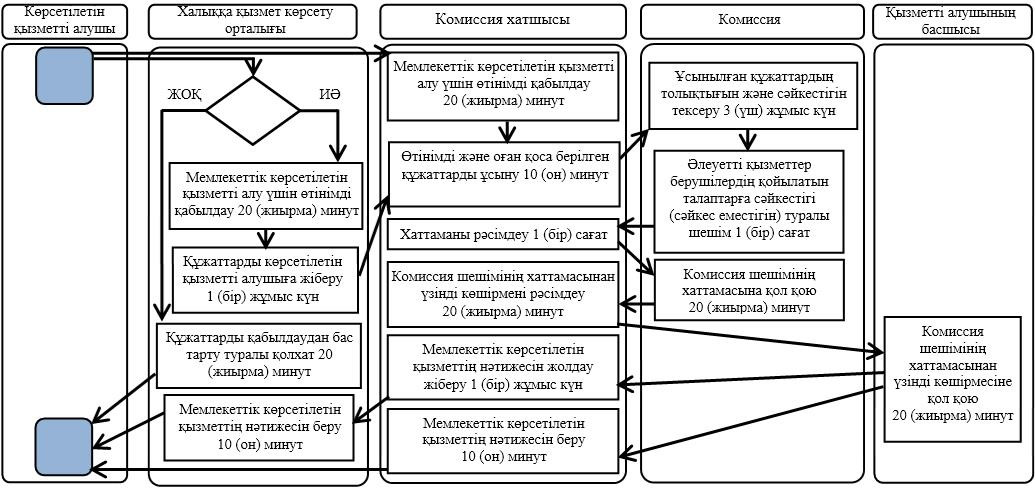 Көрсетілетін
қызметті алушы
Халыққа қызмет көрсету
орталығы
Комиссия хатшысы
Комиссия
Қызметті алушының
басшысы
ЖОҚ
ИӘ
Мемлекеттік көрсетілетін
қызметті алу үшін өтінімді
қабылдау 20 (жиырма) минут
Құжаттарды көрсетілетін
қызметті алушыға жіберу
1 (бір) жұмыс күн
Құжаттарды қабылдаудан бас
тарту туралы қолхат 20
(жиырма) минут
Мемлекеттік көрсетілетін
қызметтің нәтижесін беру
10 (он) минут
Мемлекеттік көрсетілетін қызметті
алу үшін өтінімді қабылдау
20 (жиырма) минут
Өтінімді және оған қоса берілген
құжаттарды ұсыну 10 (он) минут
Хаттаманы рәсімдеу 1 (бір) сағат
Комиссия шешімінің хаттамасынан
үзінді көшірмені рәсімдеу
20 (жиырма) минут
Мемлекеттік көрсетілетін
қызметтің нәтижесін жолдау
жіберу 1 (бір) жұмыс күн
Мемлекеттік көрсетілетін
қызметтің нәтижесін беру
10 (он) минут
Ұсынылған құжаттардың
толықтығын және сәйкестігін
тексеру 3 (үш) жұмыс күн
Әлеуетті қызметтер
берушілердің қойылатын
талаптарға сәйкестігі
(сәйкес еместігін) туралы
шешім 1 (бір) сағат
Комиссия шешімінің
хаттамасына қол қою
20 (жиырма) минут
Комиссия
шешімінің
хаттамасынан
үзінді көшірмесіне
қол қою
20 (жиырма) минут